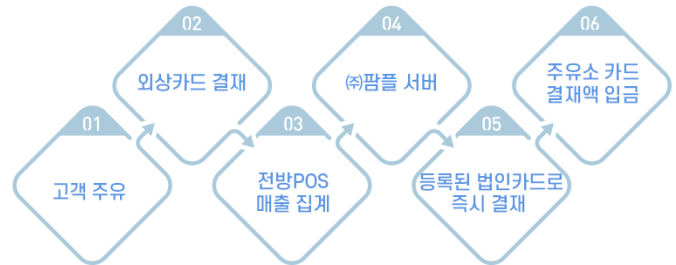 01
고객 주유
02
외상카드 결재
03
전방POS
매출 집계
04
㈜팜플 서버
05
등록된 법인카드로
즉시 결재
06
주유소 카드
결재액 입금